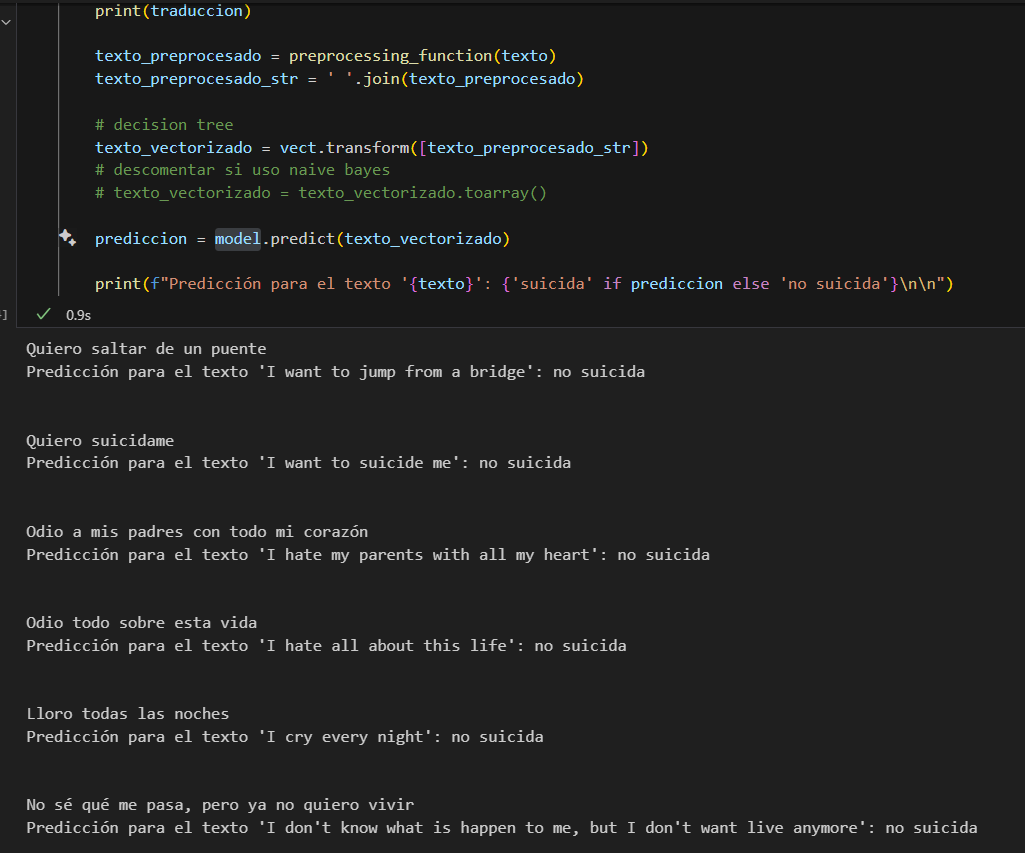 print(traduccion)
texto_preprocesado = preprocessing_function(texto)
texto_preprocesado_str = ' '.join(texto_preprocesado)
# decision tree
texto_vectorizado = vect.transform([texto_preprocesado_str])
# descomentar si uso naive bayes
# texto_vectorizado = texto_vectorizado.toarray()
prediccion = model.predict(texto_vectorizado)
print(f"Predicción para el texto '{texto}': {'suicida' if prediccion else 'no suicida'}\n\n")
] 0.9s
Quiero saltar de un puente
Predicción para el texto 'I want to jump from a bridge': no suicida
Quiero suicidame
Predicción para el texto 'I want to suicide me': no suicida
Odio a mis padres con todo mi corazón
Predicción para el texto 'I hate my parents with all my heart': no suicida
Odio todo sobre esta vida
Predicción para el texto 'I hate all about this life': no suicida
Lloro todas las noches
Predicción para el texto 'I cry every night': no suicida
No sé qué me pasa, pero ya no quiero vivir
Predicción para el texto 'I don't know what is happen to me, but I don't want live anymore': no suicida